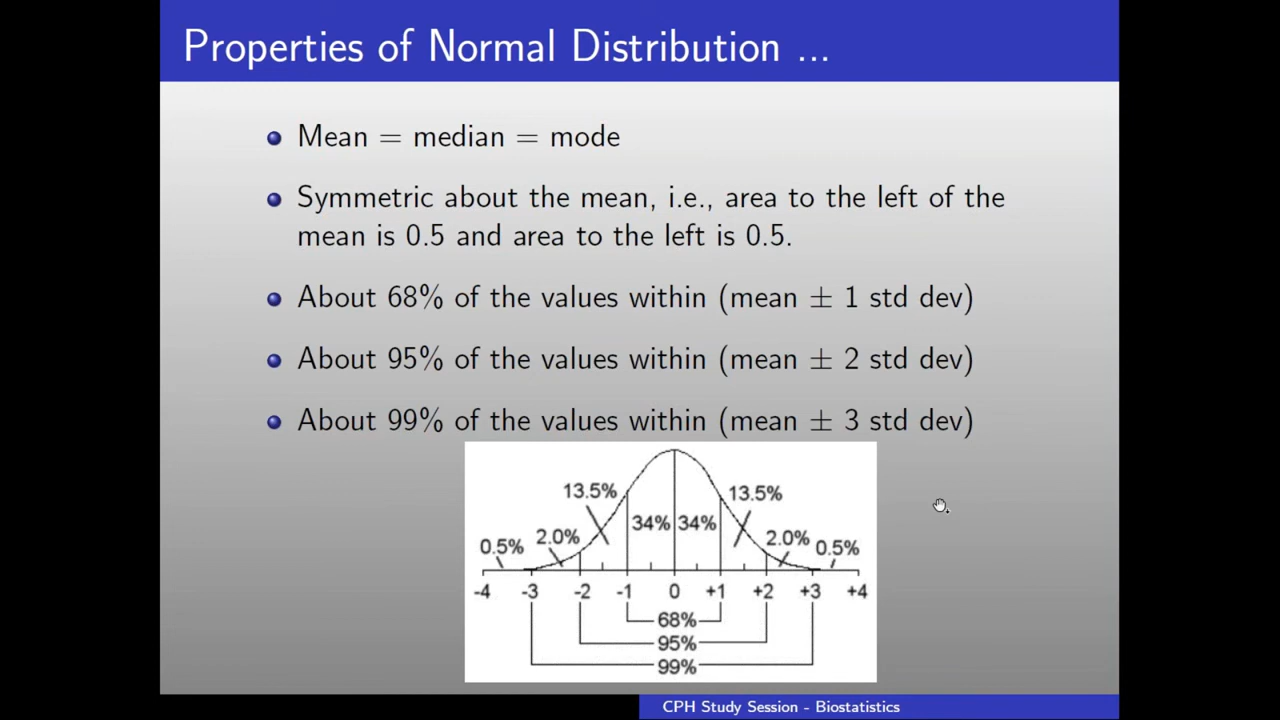 Properties of Normal Distribution ...
Mean = median = mode
Symmetric about the mean, i.e., area to the left of the
mean is 0.5 and area to the left is 0.5.
About 68% of the values within (mean ± 1 std dev)
About 95% of the values within (mean ± 2 std dev)
About 99% of the values within (mean ± 3 std dev)
13.5% 13.5%
34% 34%
0.5% 2.0% 2.0% 0.5%
-4 -3 -2 -1 0 +1 +2 +3 +4
68%
95%
99%
CPH Study Session - Biostatistics